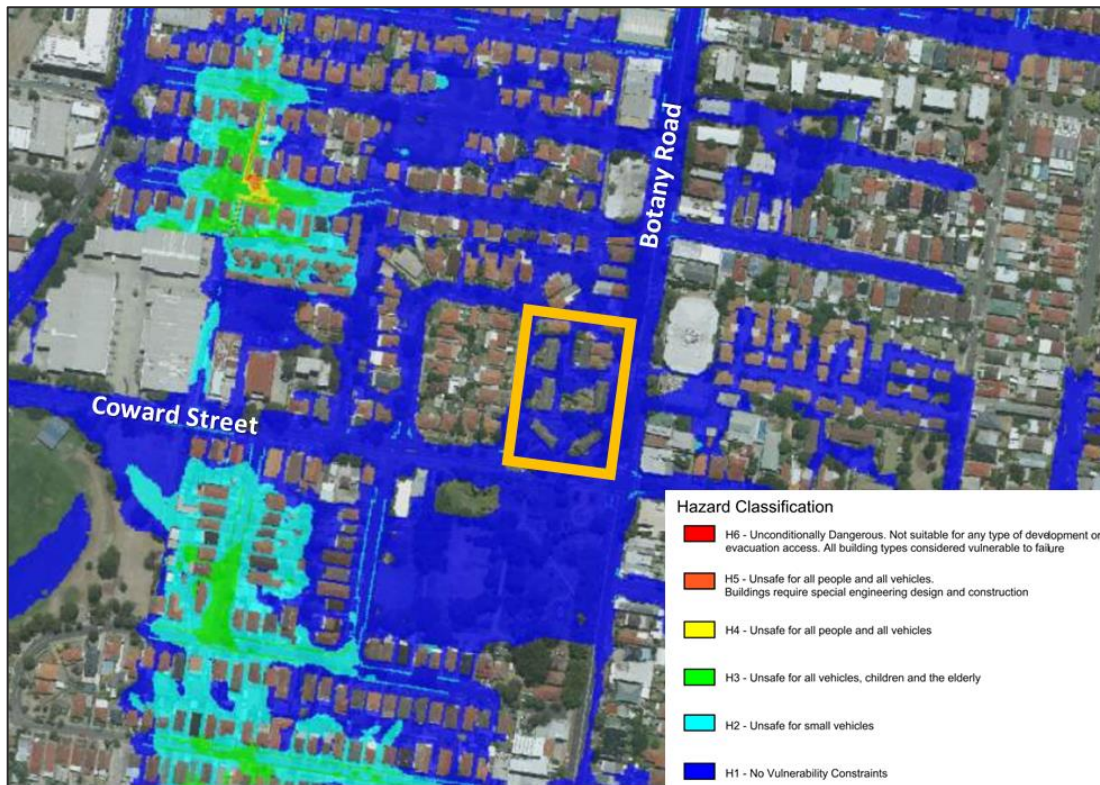 Botany Road
Coward Street
Hazard Classification
H6 - Unconditionally Dangerous. Not suitable for any type of development or
evacuation access. All building types considered vulnerable to failure
H5 - Unsafe for all people and all vehicles.
Buildings require special engineering design and construction
H4 - Unsafe for all people and all vehicles
H3 - Unsafe for all vehicles, children and the elderly
H2 - Unsafe for small vehicles
H1 - No Vulnerability Constraints